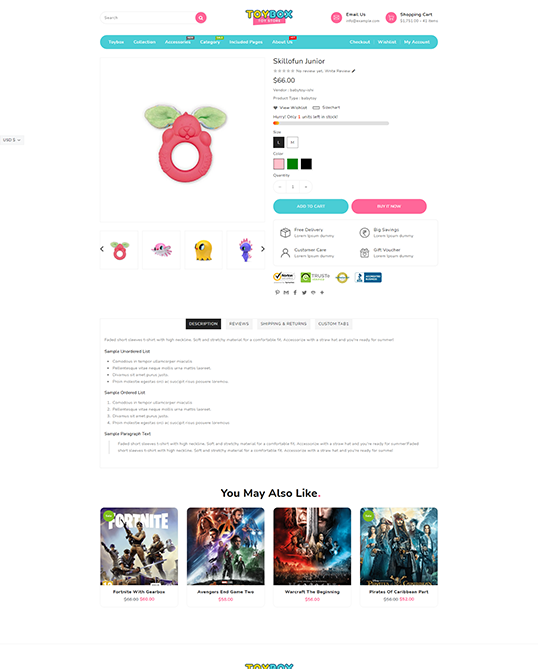 Search
TOYBOX
TOY STORE
Email Us
info@example.com
Shopping Cart
Toybox
Collection
Accessories
Category
Included Pages
About Us
Checkout
Wishlist
My Account
USD $
Skillofun Junior
No review yet, Write Review
$66.00
Vendor : babytoy-omi
Product Type : babytoy
View Wishlist
Sizechart
Hurry! Only 1 units left in stock!
Size
L
Color
Quantity
1
ADD TO CART
BUY IT NOW
Free Delivery
Lorem Ipsum dummy
Big Savings
Lorem Ipsum dummy
Customer Care
Lorem Ipsum dummy
Gift Voucher
Lorem Ipsum dummy
Norton
TRUSTe
DESCRIPTION
REVIEWS
SHIPPING & RETURNS
CUSTOM TAB1
Faded short sleeves t-shirt with high neckline. Soft and stretchy material for a comfortable fit. Accessorize with a straw hat and you're ready for summer!
Sample Unordered List
Comodous in tempor ullamcorper miaculis
Pellentesque vitae neque mollis urna mattis laoreet.
Divamus sit amet purus justo.
Proin molestie egestas orci ac suscipit risus posuere loremous.
Sample Ordered List
1. Comodous in tempor ullamcorper miaculis
2. Pellentesque vitae neque mollis urna mattis laoreet.
3. Divamus sit amet purus justo.
4. Proin molestie egestas orci ac suscipit risus posuere loremous.
Sample Paragraph Text
Faded short sleeves t-shirt with high neckline. Soft and stretchy material for a comfortable fit. Accessorize with a straw hat and you're ready for summer!Faded
short sleeves t-shirt with high neckline. Soft and stretchy material for a comfortable fit. Accessorize with a straw hat and you're ready for summer!
You May Also Like.
FORTNITE
Fortnite With Gearbox
$68.00 $66.00
Avengers End Game Two
$58.00
Warcraft The Beginning
$56.00
Pirates Of Caribbean Part
$58.00 $53.00
TOYBOX